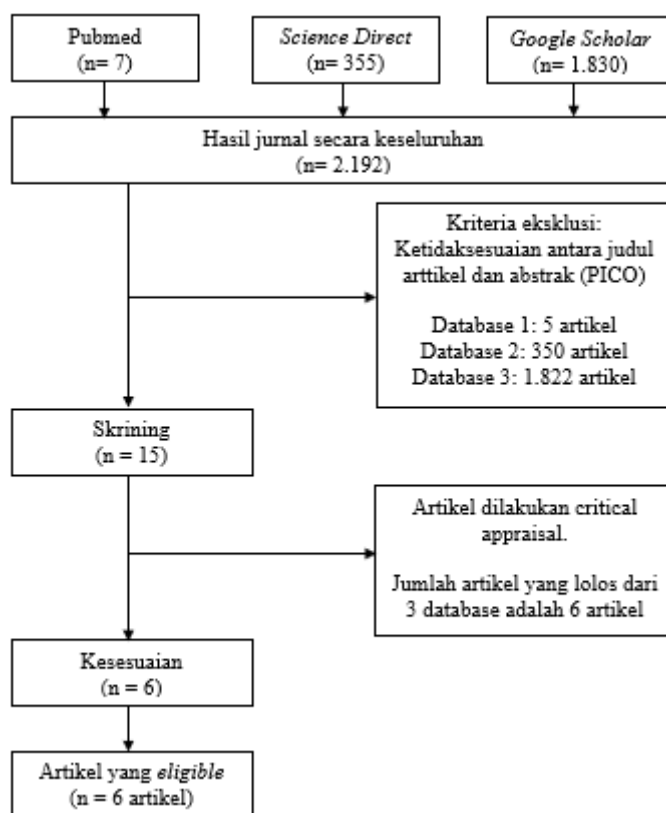 Pubmed
(n= 7)
Science Direct
(n= 355)
Google Scholar
(n= 1.830)
Hasil jurnal secara keseluruhan
(n= 2.192)
Kriteria eksklusi:
Ketidaksesuaian antara judul
arttikel dan abstrak (PICO)
Database 1: 5 artikel
Database 2: 350 artikel
Database 3: 1.822 artikel
Skrining
(n = 15)
Artikel dilakukan critical
appraisal.
Jumlah artikel yang lolos dari
3 database adalah 6 artikel
Kesesuaian
(n = 6)
Artikel yang eligible
(n = 6 artikel)